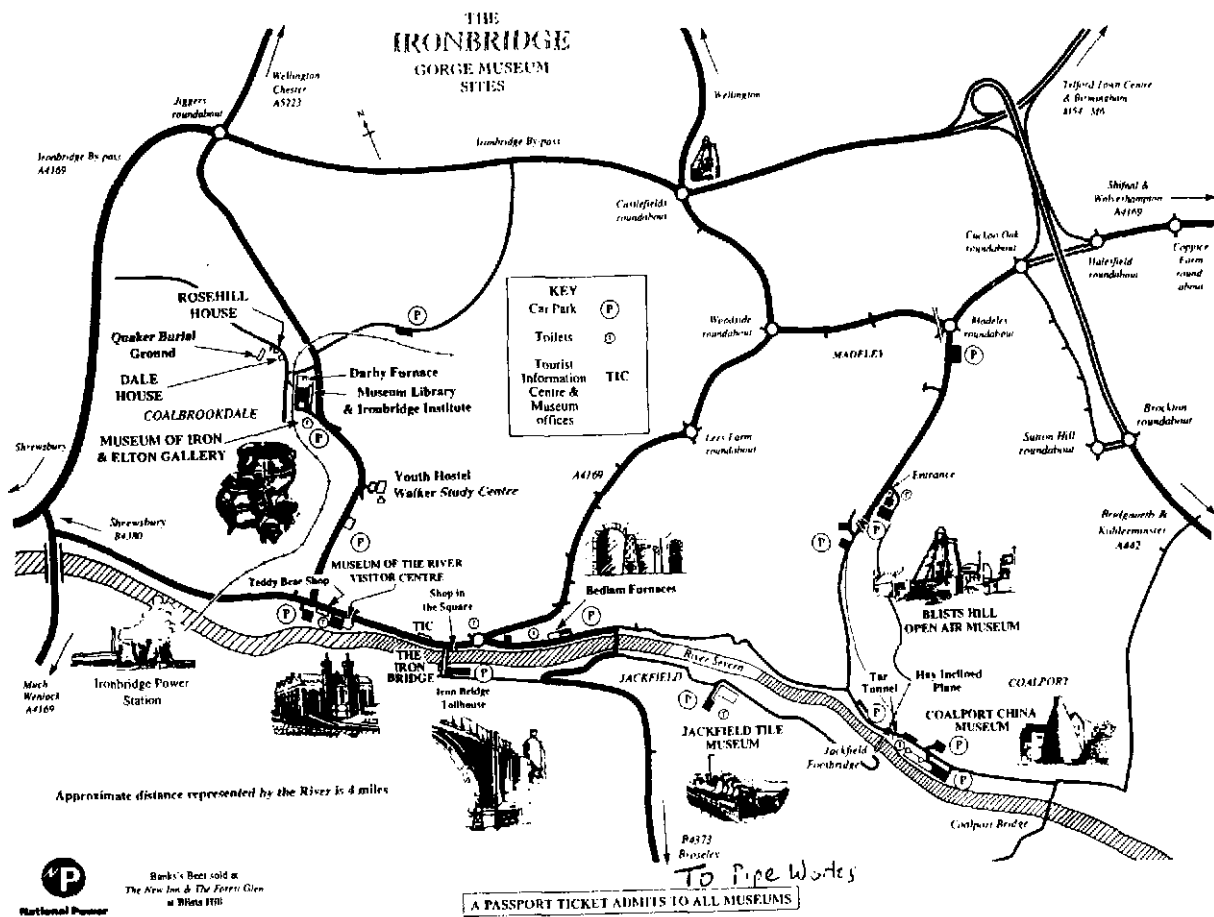 THE
IRONBRIDGE
GORGE MUSEUM
SITES
Wellington
Chester
A5223
Jiggers
roundabout
N
Wellington
Telford Town Centre
& Birmingham
M54 M6
Ironbridge By pass
A4169
Ironbridge By-pass
Castlefields
roundabout
Shifnal &
Wolverhampton
A4169
Cuckoo Oak
roundabout
Halesfield
roundabout
Coppice
Farm
round
about
ROSEHILL
HOUSE
Quaker Burial
Ground
DALE
HOUSE
COALBROOKDALE
P
Darby Furnace
Museum Library
& Ironbridge Institute
MUSEUM OF IRON
& ELTON GALLERY
P
KEY
Car Park P
Toilets
Tourist
Information
Centre &
Museum
offices
TIC
Woodside
roundabout
MADELEY
Madeley
roundabout
P
Lees Farm
roundabout
Brockton
roundabout
Sutton Hill
roundabout
Shrewsbury
Youth Hostel
Walker Study Centre
A4169
Entrance
Shrewsbury
B4380
P
P
P
Bridgnorth &
Kidderminster
A442
MUSEUM OF THE RIVER
VISITOR CENTRE
Teddy Bear Shop
Shop in
the Square
Bedlam Furnaces
P
TIC
P
BLISTS HILL
OPEN AIR MUSEUM
THE
IRON
BRIDGE
P
Iron Bridge
Tollhouse
JACKFIELD
River Severn
Tar
Tunnel
Hay Inclined
Plane
COALPORT
Much
Wenlock
A4169
Ironbridge Power
Station
P
P
COALPORT CHINA
MUSEUM
JACKFIELD TILE
MUSEUM
Jackfield
Footbridge
P
P
Approximate distance represented by the River is 4 miles
Coalport Bridge
B4373
Broseley
To Pipe Works
P
National Power
Banks's Beer sold at
The New Inn & The Forest Glen
at Blists Hill
A PASSPORT TICKET ADMITS TO ALL MUSEUMS